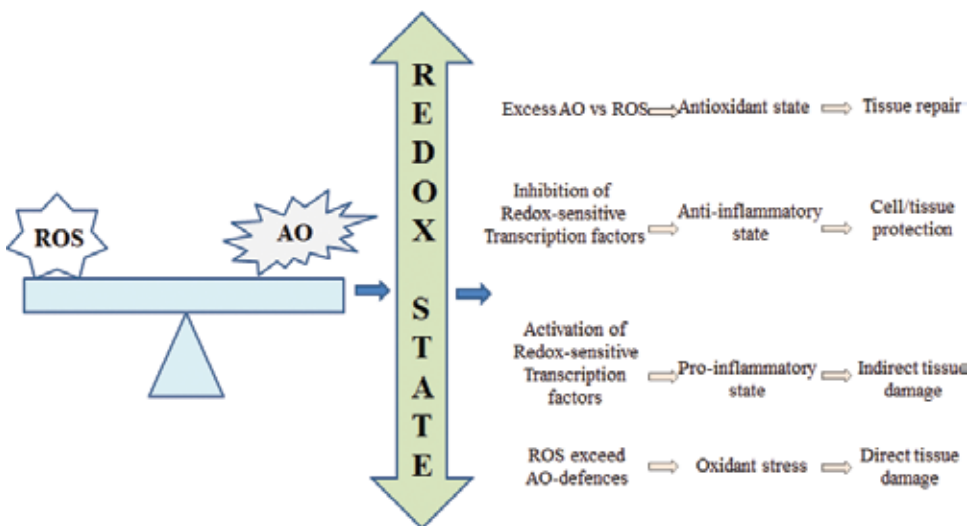 ROS
AO
REDOX STATE
Excess AO vs ROS
Antioxidant state
Tissue repair
Inhibition of
Redox-sensitive
Transcription factors
Anti-inflammatory
state
Cell/tissue
protection
Activation of
Redox-sensitive
Transcription
factors
Pro-inflammatory
state
Indirect tissue
damage
ROS exceed
AO-defences
Oxidant stress
Direct tissue
damage